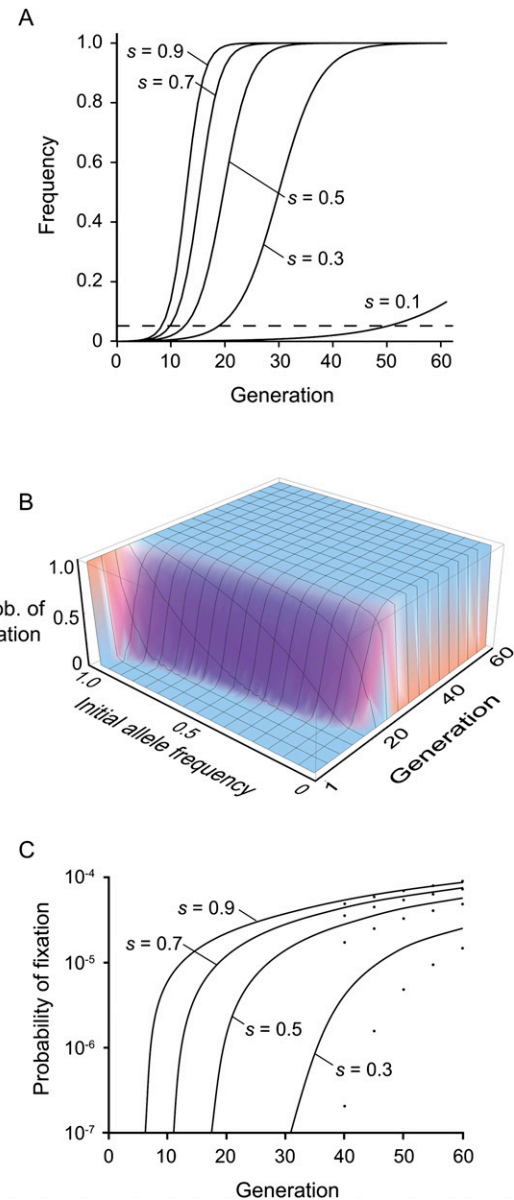 A
1.0
0.8
0.6
0.4
0.2
0
Frequency
s = 0.9
s = 0.7
s = 0.5
s = 0.3
s = 0.1
0 10 20 30 40 50 60
Generation
B
1.0
0.5
0
ob. of
ation
1.0 0.5 0
Initial allele frequency
1 20 40 60
Generation
C
10-4
10-5
10-6
10-7
Probability of fixation
s = 0.9
s = 0.7
s = 0.5
s = 0.3
0 10 20 30 40 50 60
Generation